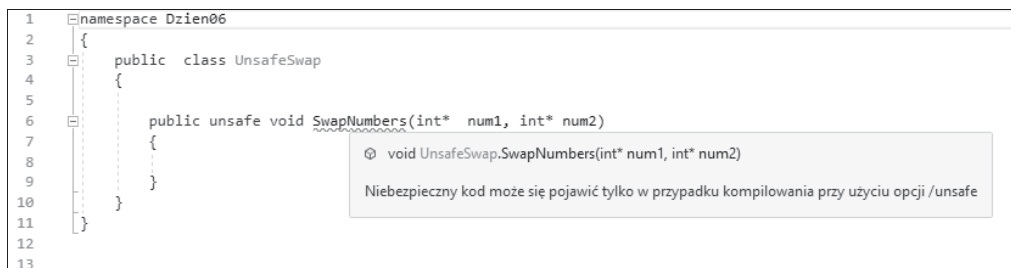 1 namespace Dzien06
2 {
3 public class UnsafeSwap
4 {
5
6 public unsafe void SwapNumbers(int* num1, int* num2)
7 {
void UnsafeSwap.SwapNumbers(int* num1, int* num2)
8
9 }
Niebezpieczny kod może się pojawić tylko w przypadku kompilowania przy użyciu opcji /unsafe
10 }
11 }
12
13